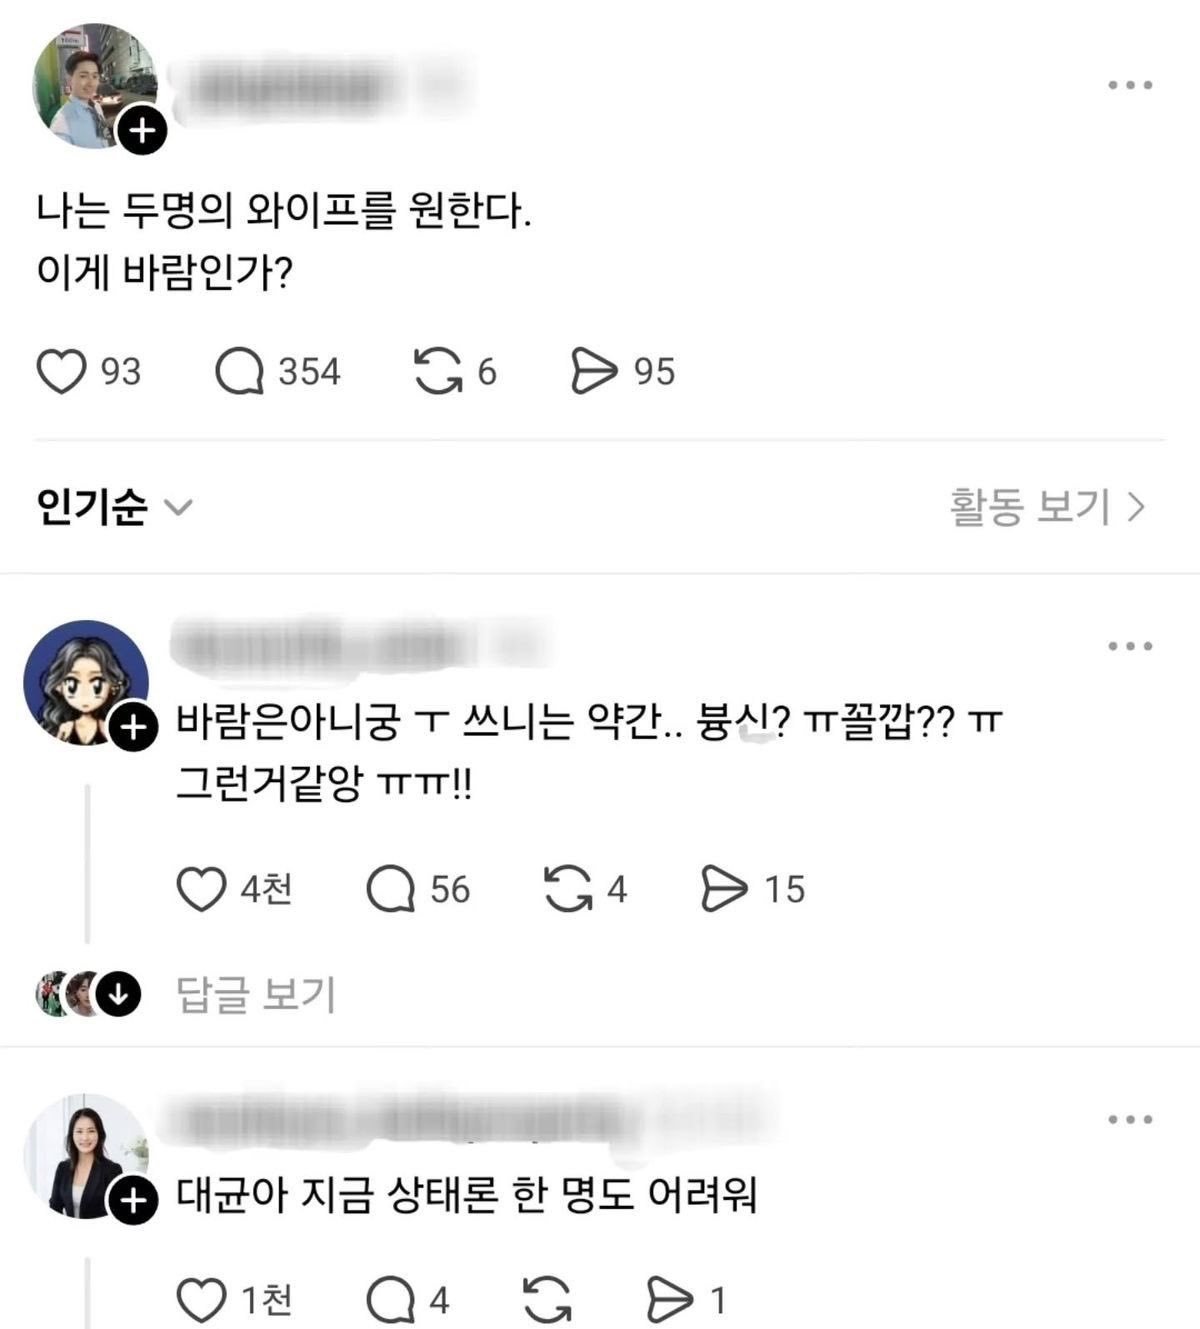 나는 두명의 와이프를 원한다.
이게 바람인가?
93 354 6 95
인기순 활동 보기
바람은아니궁 ㅜ 쓰니는 약간.. 븅신? ㅠ꼴깝?? ㅠ
그런거같앙 ㅠㅠ!!
4천 56 4 15
답글 보기
대균아 지금 상태론 한 명도 어려워
1천 4 1